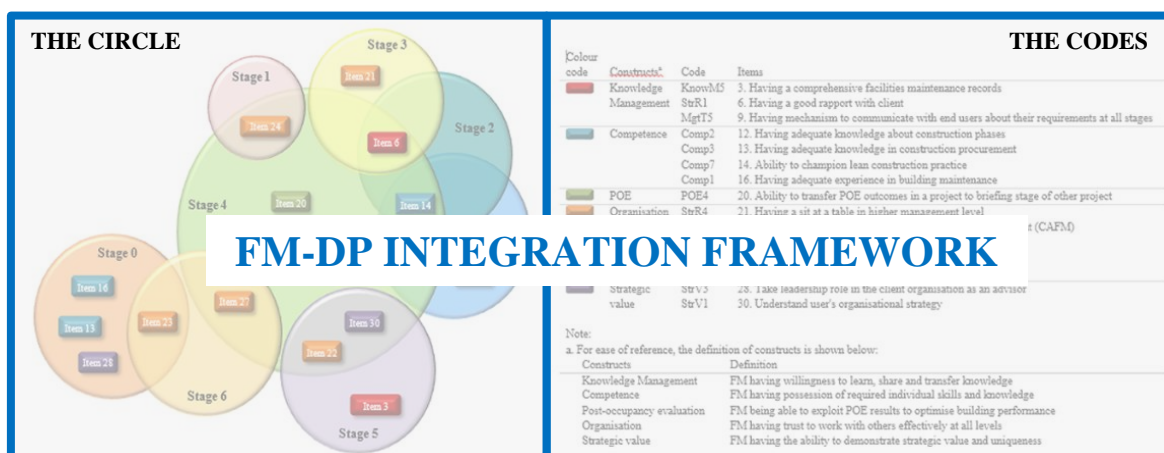 THE CIRCLE
Stage 3
Stage 1
Item 21
Item 24
Stage 2
Item 6
Stage 4
Item 20
Item 14
Stage 0
Item 16
Item 27
Item 23
Item 13
Item 30
Item 28
Item 22
Stage 6
Item 3
Stage 5
FM-DP INTEGRATION FRAMEWORK
THE CODES
Colour
code Constructs* Code Items
Knowledge KnowM5 3. Having a comprehensive facilities maintenance records
Management StrR1 6. Having a good rapport with client
MgtT5 9. Having mechanism to communicate with end users about their requirements at all stages
Competence Comp2 12. Having adequate knowledge about construction phases
Comp3 13. Having adequate knowledge in construction procurement
Comp7 14. Ability to champion lean construction practice
Comp1 16. Having adequate experience in building maintenance
POE POE4 20. Ability to transfer POE outcomes in a project to briefing stage of other project
Organisation StrR4 21. Having a sit at a table in higher management level
(CAFM)
Strategic StrV3 28. Take leadership role in the client organisation as an advisor
value StrV1 30. Understand user's organisational strategy
Note:
a. For ease of reference, the definition of constructs is shown below:
Constructs Definition
Knowledge Management FM having willingness to learn, share and transfer knowledge
Competence FM having possession of required individual skills and knowledge
Post-occupancy evaluation FM being able to exploit POE results to optimise building performance
Organisation FM having trust to work with others effectively at all levels
Strategic value FM having the ability to demonstrate strategic value and uniqueness